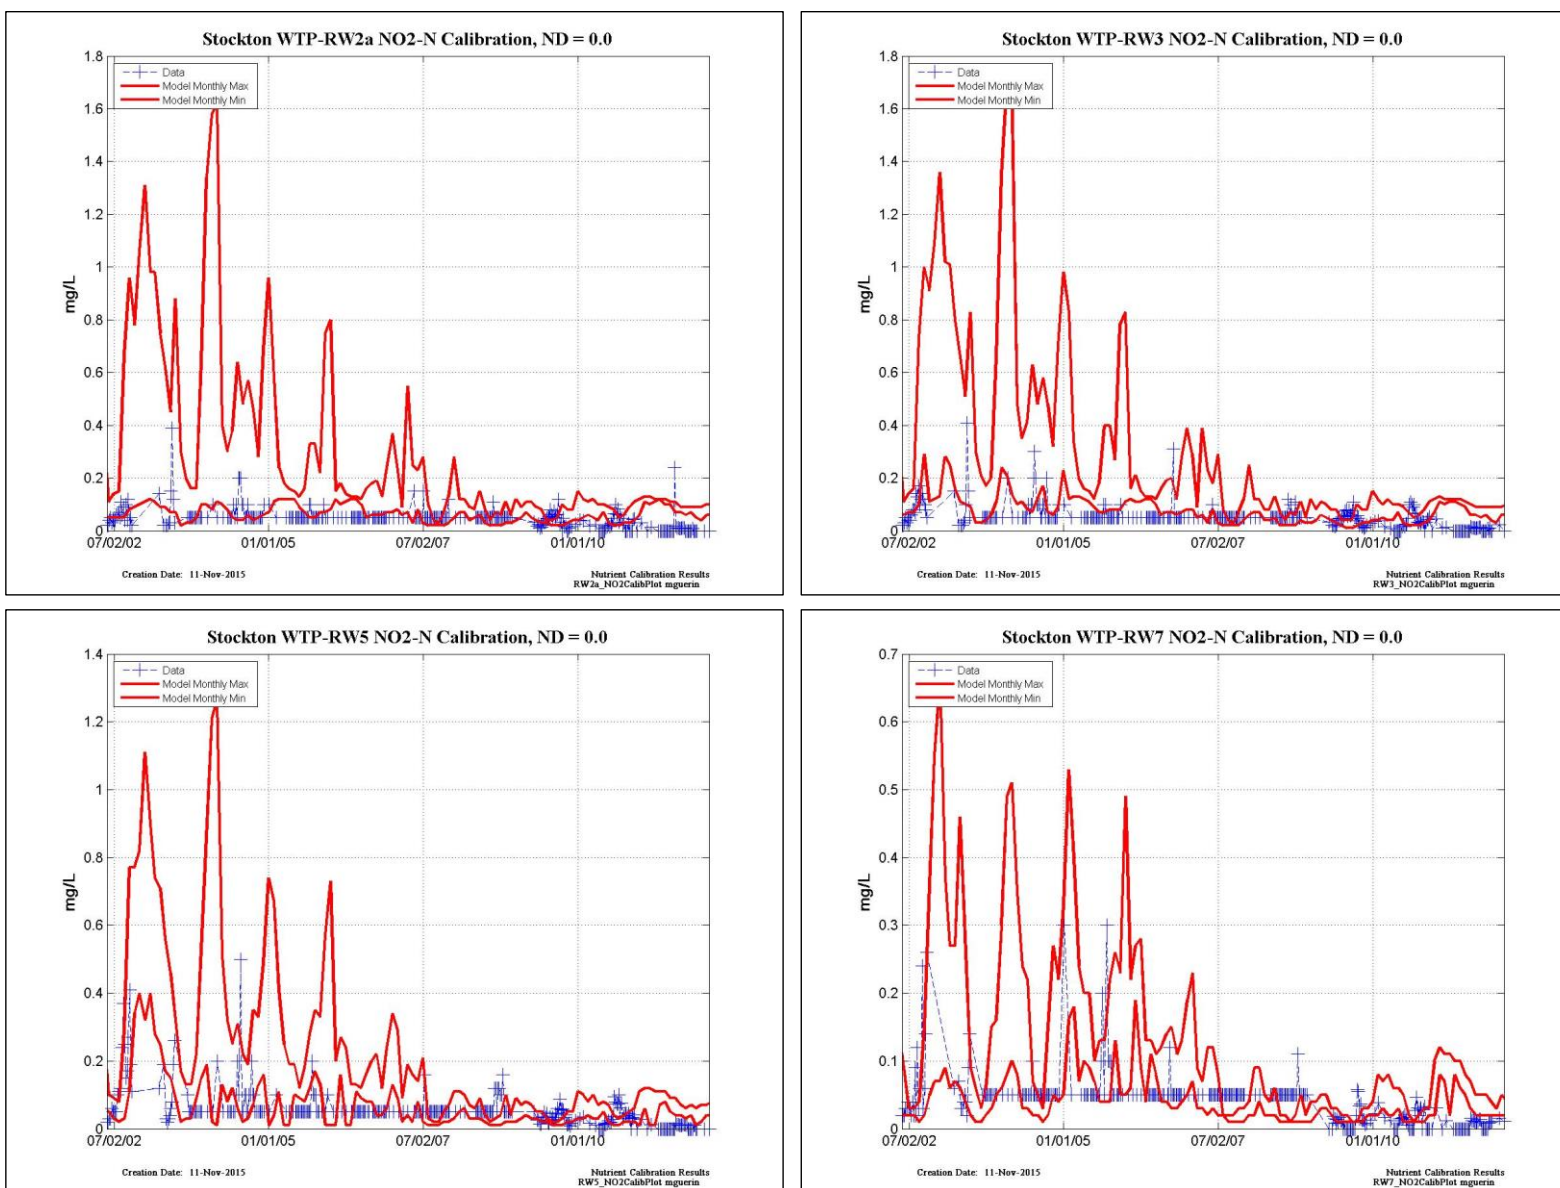 Stockton WTP-RW2a NO2-N Calibration, ND = 0.0
1.8
1.6
1.4
1.2
1
0.8
0.6
0.4
0.2
0
mg/L
Data
Model Monthly Max
Model Monthly Min
07/02/02
01/01/05
07/02/07
01/01/10
Creation Date: 11-Nov-2015
Nutrient Calibration Results
RW2a_NO2CalibPlot mguerin
Stockton WTP-RW3 NO2-N Calibration, ND = 0.0
1.8
1.6
1.4
1.2
1
0.8
0.6
0.4
0.2
0
mg/L
Data
Model Monthly Max
Model Monthly Min
07/02/02
01/01/05
07/02/07
01/01/10
Creation Date: 11-Nov-2015
Nutrient Calibration Results
RW3_NO2CalibPlot mguerin
Stockton WTP-RW5 NO2-N Calibration, ND = 0.0
1.4
1.2
1
0.8
0.6
0.4
0.2
0
mg/L
Data
Model Monthly Max
Model Monthly Min
07/02/02
01/01/05
07/02/07
01/01/10
Creation Date: 11-Nov-2015
Nutrient Calibration Results
RW5_NO2CalibPlot mguerin
Stockton WTP-RW7 NO2-N Calibration, ND = 0.0
0.7
0.6
0.5
0.4
0.3
0.2
0.1
0
mg/L
Data
Model Monthly Max
Model Monthly Min
07/02/02
01/01/05
07/02/07
01/01/10
Creation Date: 11-Nov-2015
Nutrient Calibration Results
RW7_NO2CalibPlot mguerin